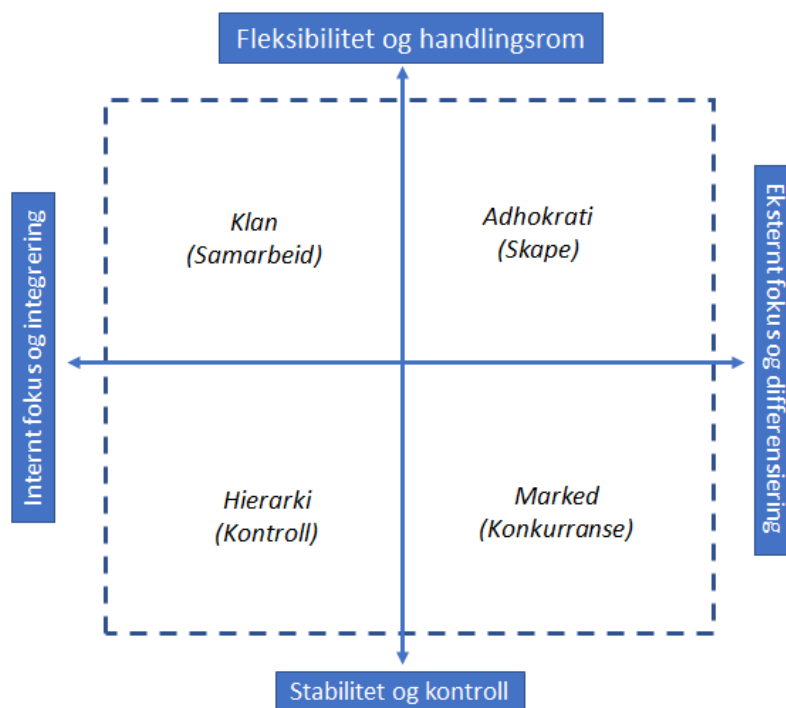 Fleksibilitet og handlingsrom
Klan
(Samarbeid)
Adhokrati
(Skape)
Internt fokus og integrering
Eksternt fokus og differensiering
Hierarki
(Kontroll)
Marked
(Konkurranse)
Stabilitet og kontroll